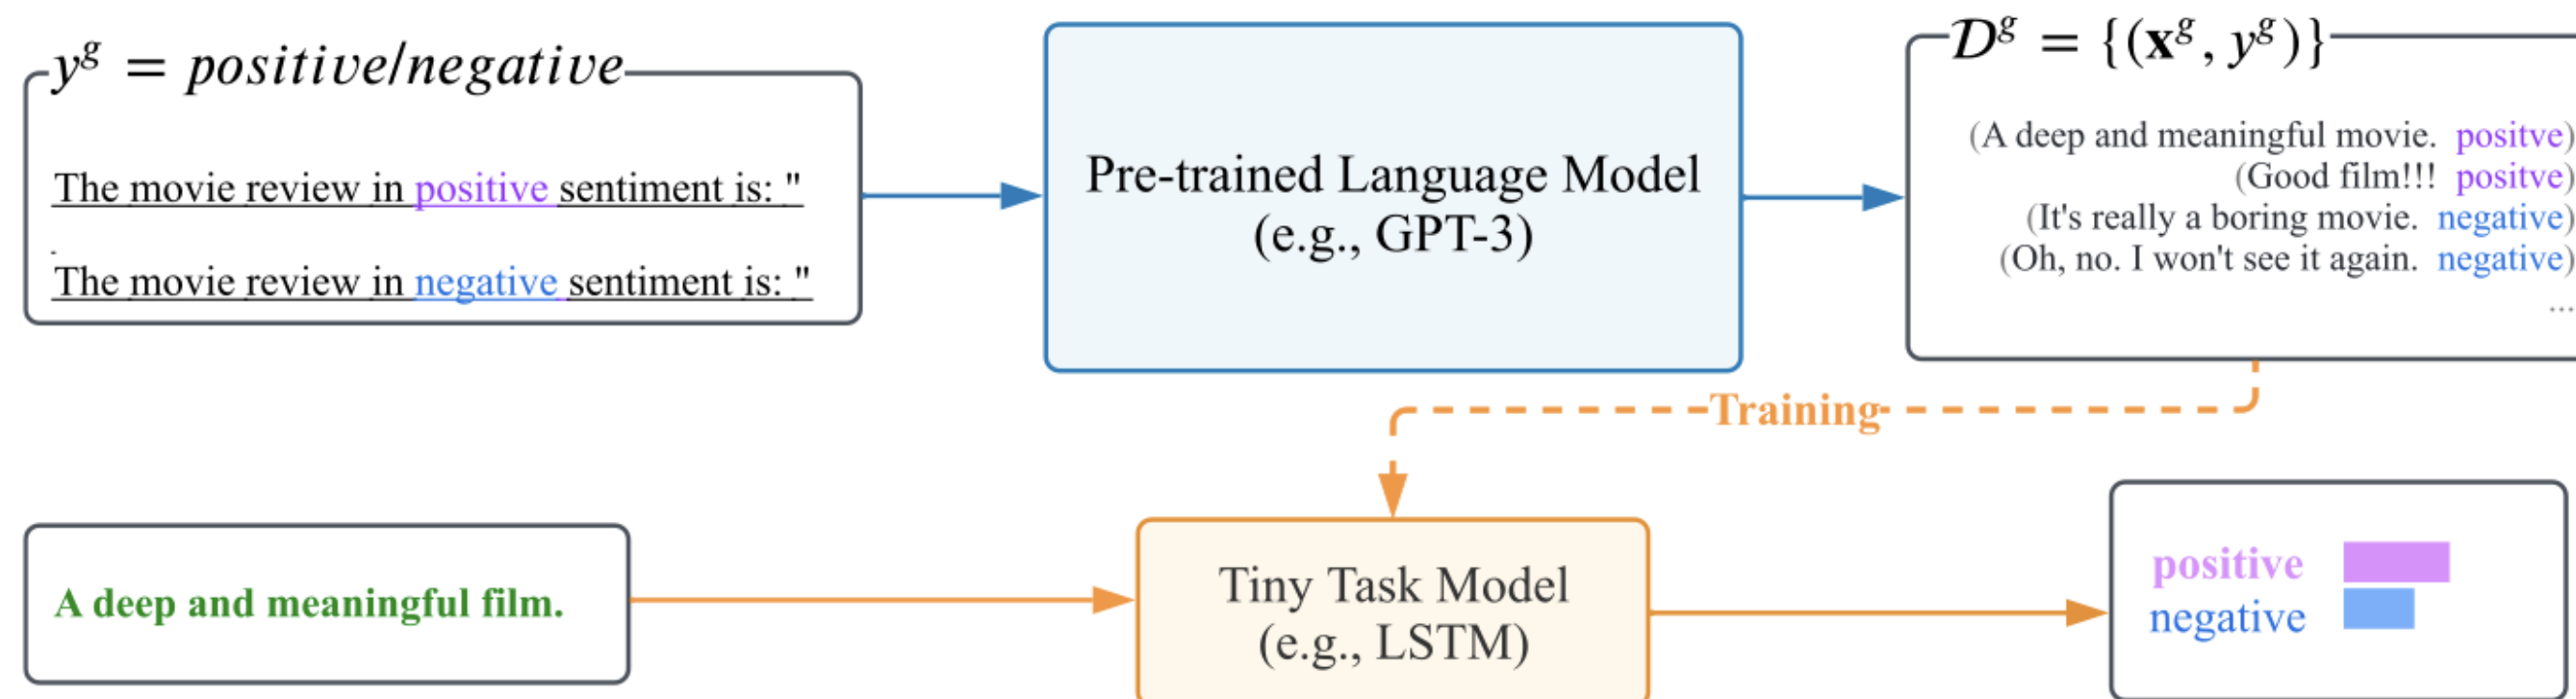 y^g = positive/negative
The movie review in positive sentiment is: "
The movie review in negative sentiment is: "
Pre-trained Language Model
(e.g., GPT-3)
𝒟^g = {(x^g, y^g)}
(A deep and meaningful movie. positve)
(Good film!!! positve)
(It's really a boring movie. negative)
(Oh, no. I won't see it again. negative)
...
Training
A deep and meaningful film.
Tiny Task Model
(e.g., LSTM)
positive
negative